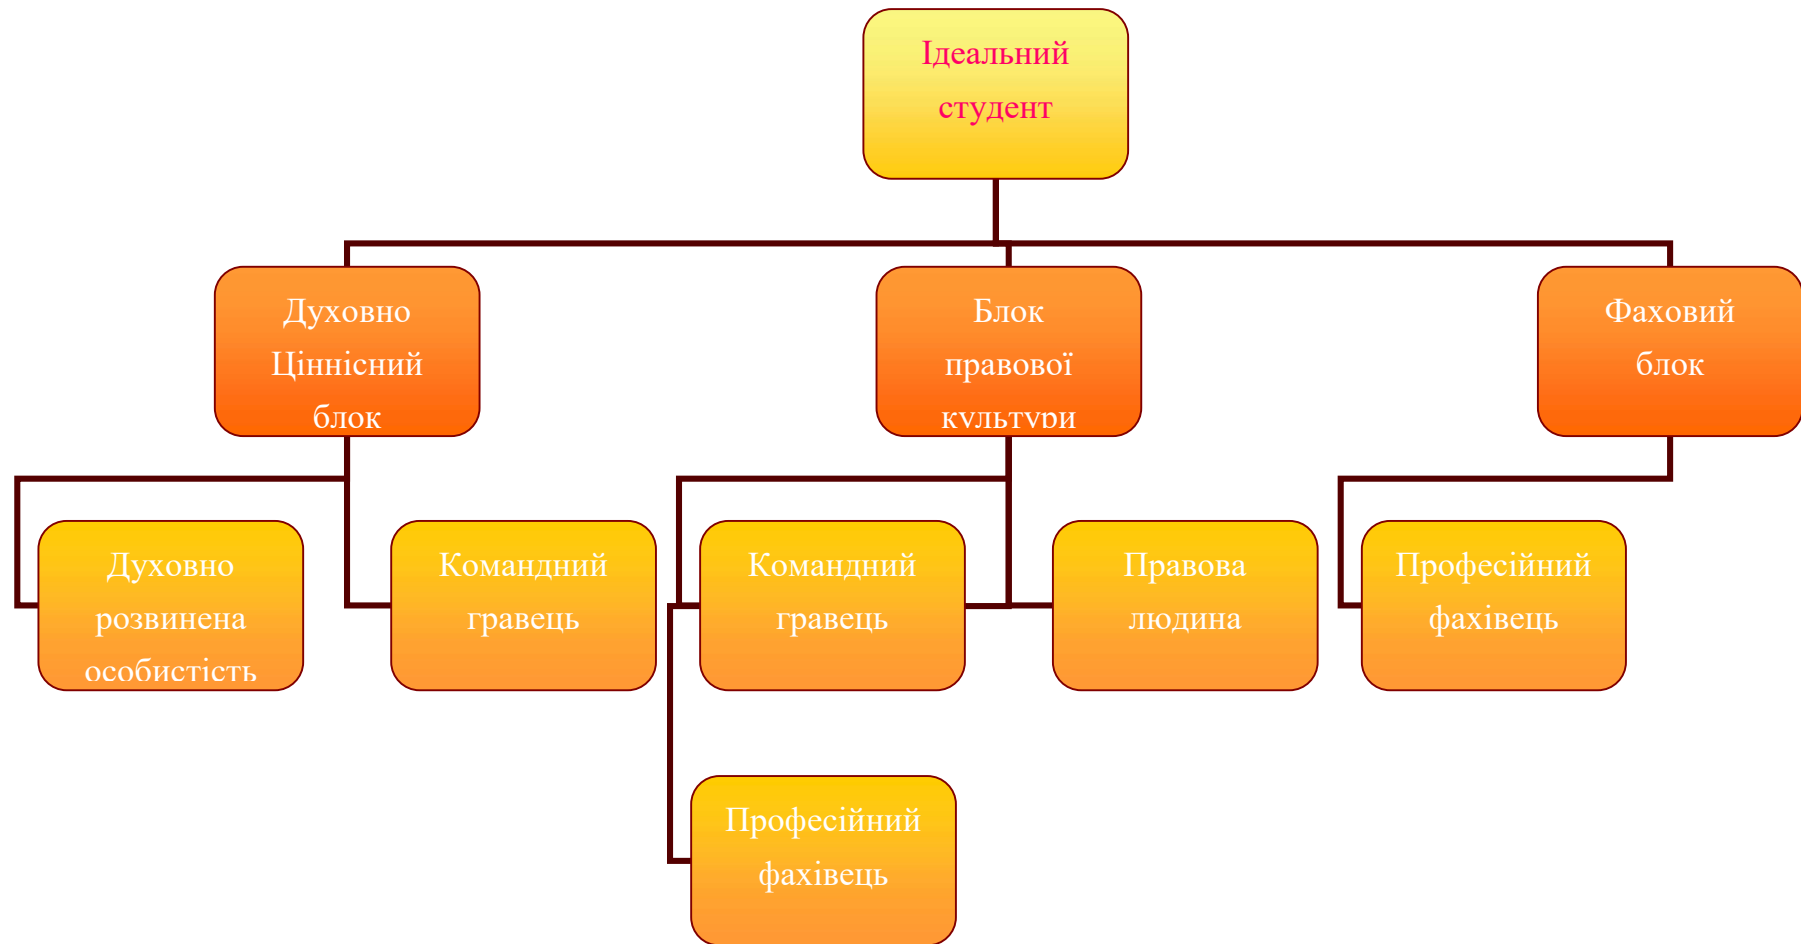 Ідеальний
студент
Духовно
Ціннісний
блок
Блок
правової
культури
Фаховий
блок
Духовно
розвинена
особистість
Командний
гравець
Командний
гравець
Правова
людина
Професійний
фахівець
Професійний
фахівець